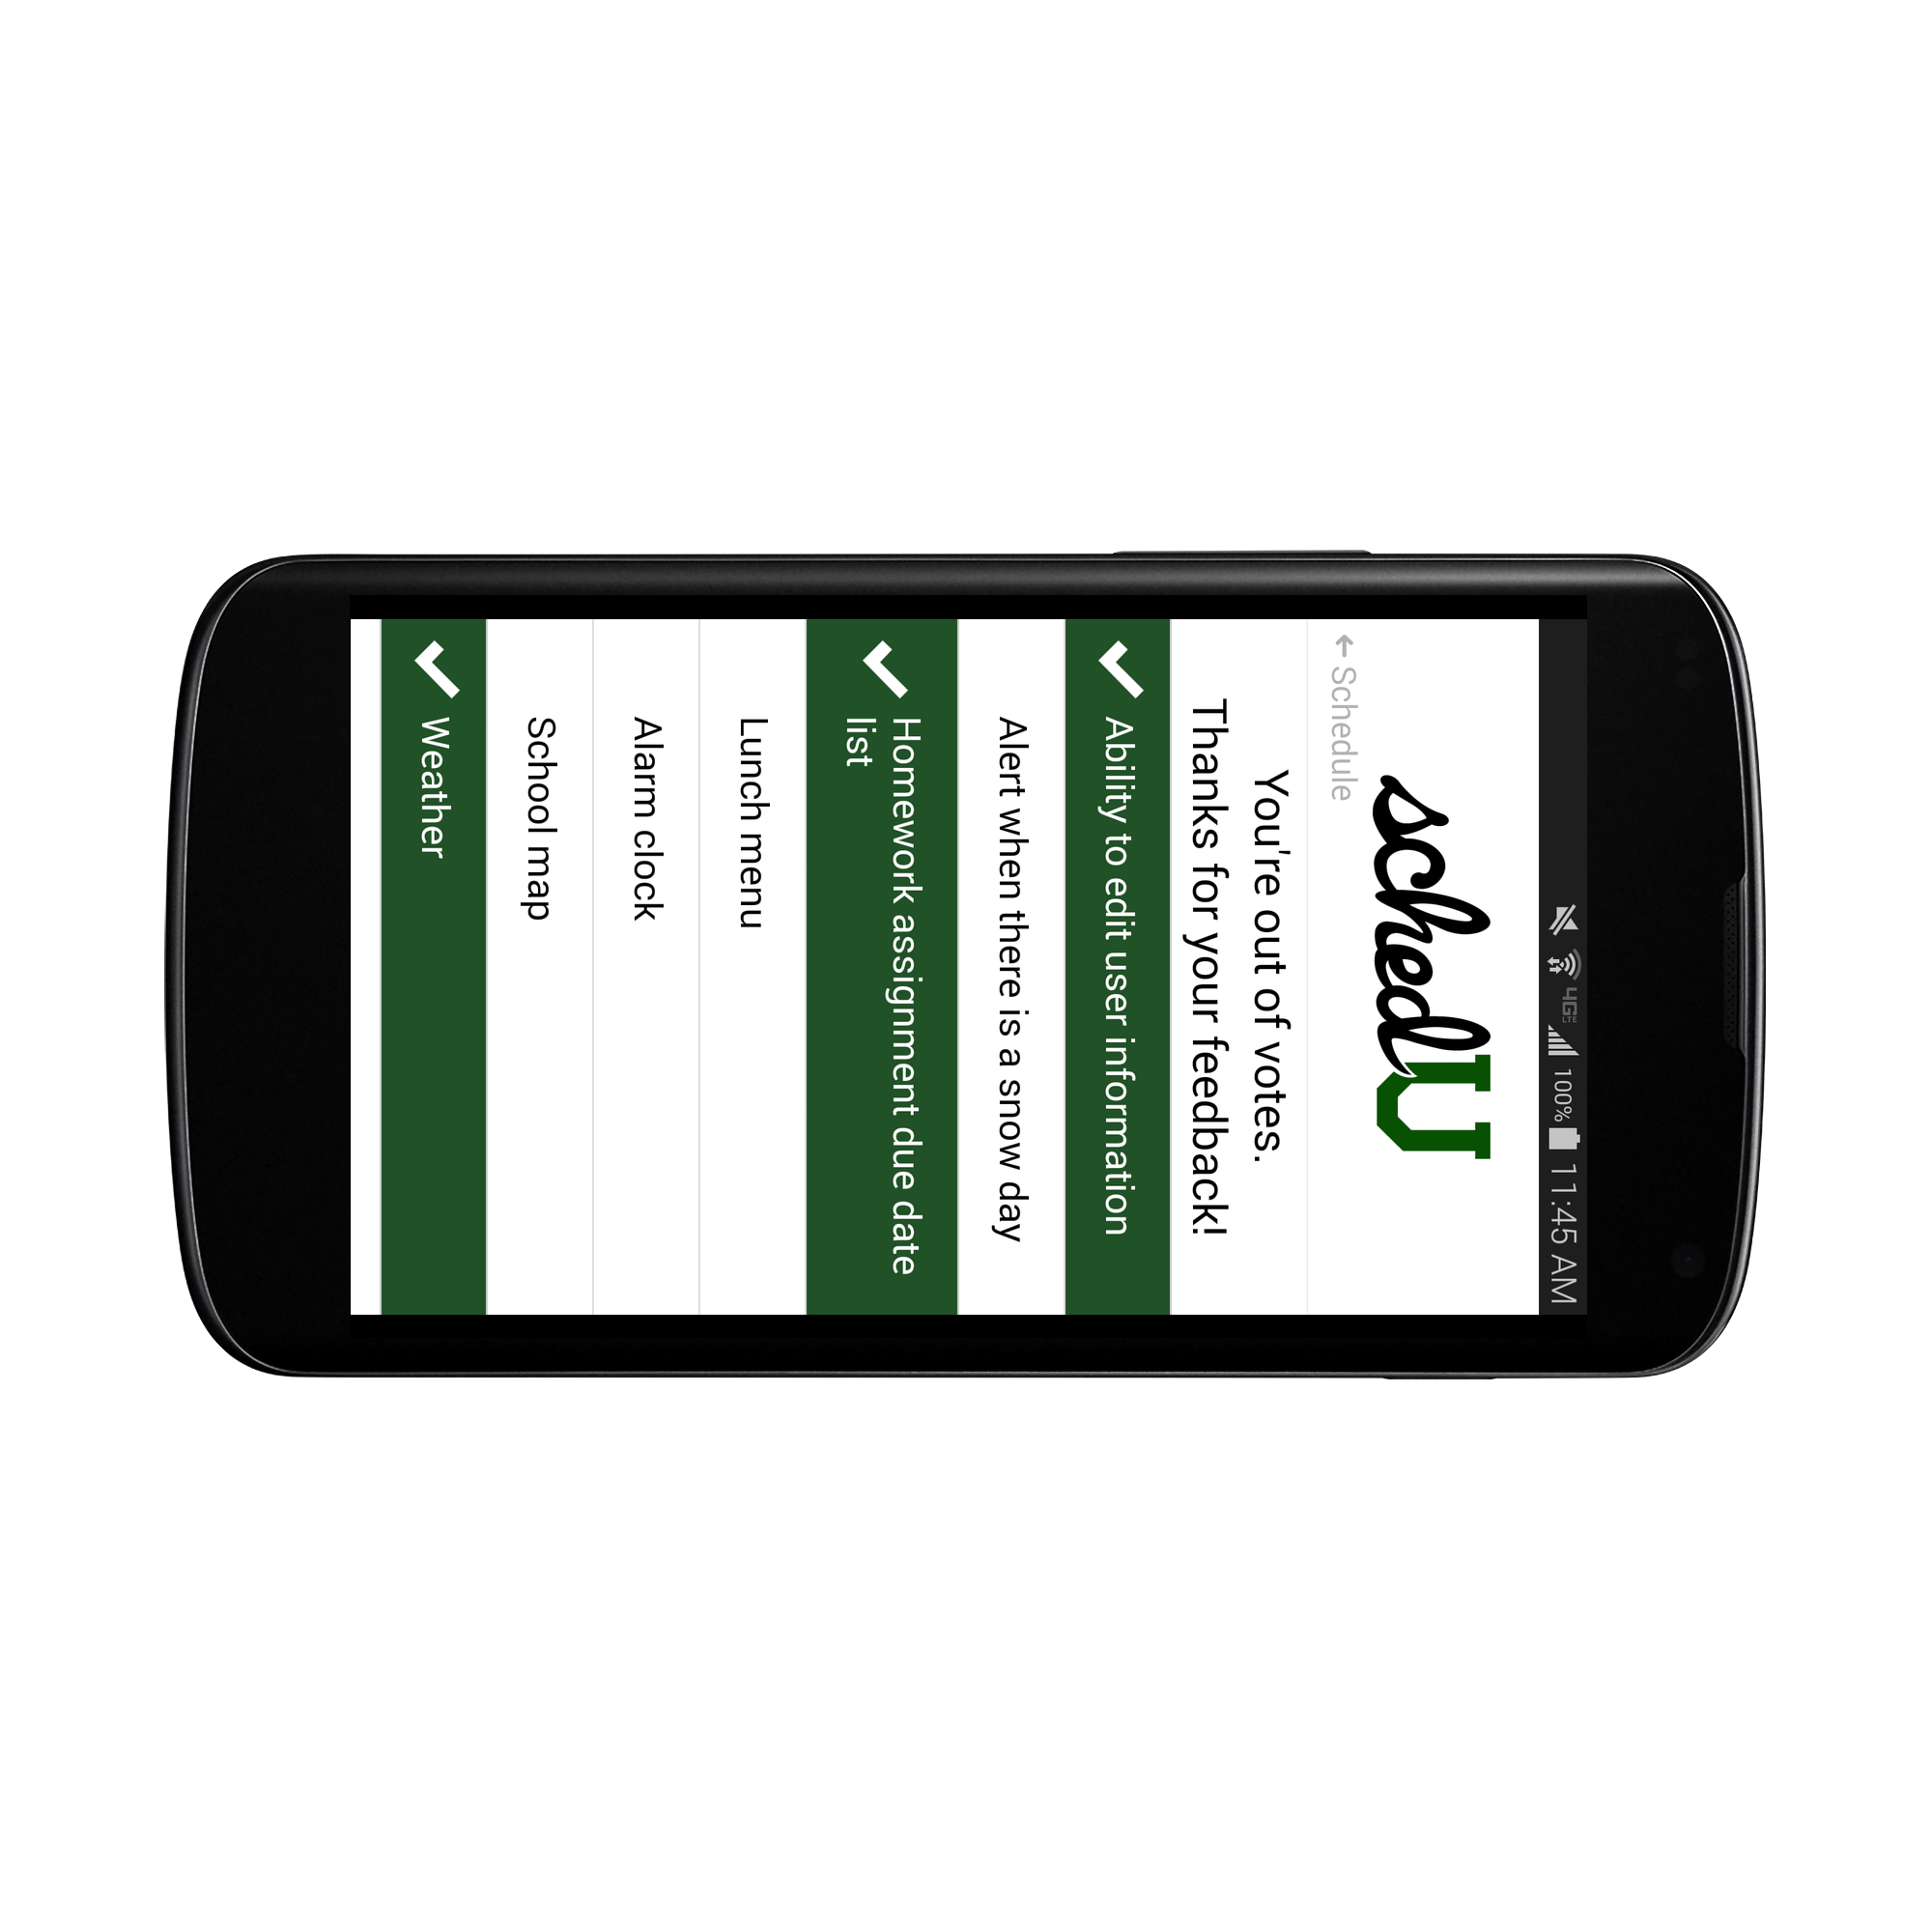 4G LTE 100% 11:45 AM
schedU
← Schedule
You're out of votes.
Thanks for your feedback!
Ability to edit user information
Alert when there is a snow day
Homework assignment due date
list
Lunch menu
Alarm clock
School map
Weather